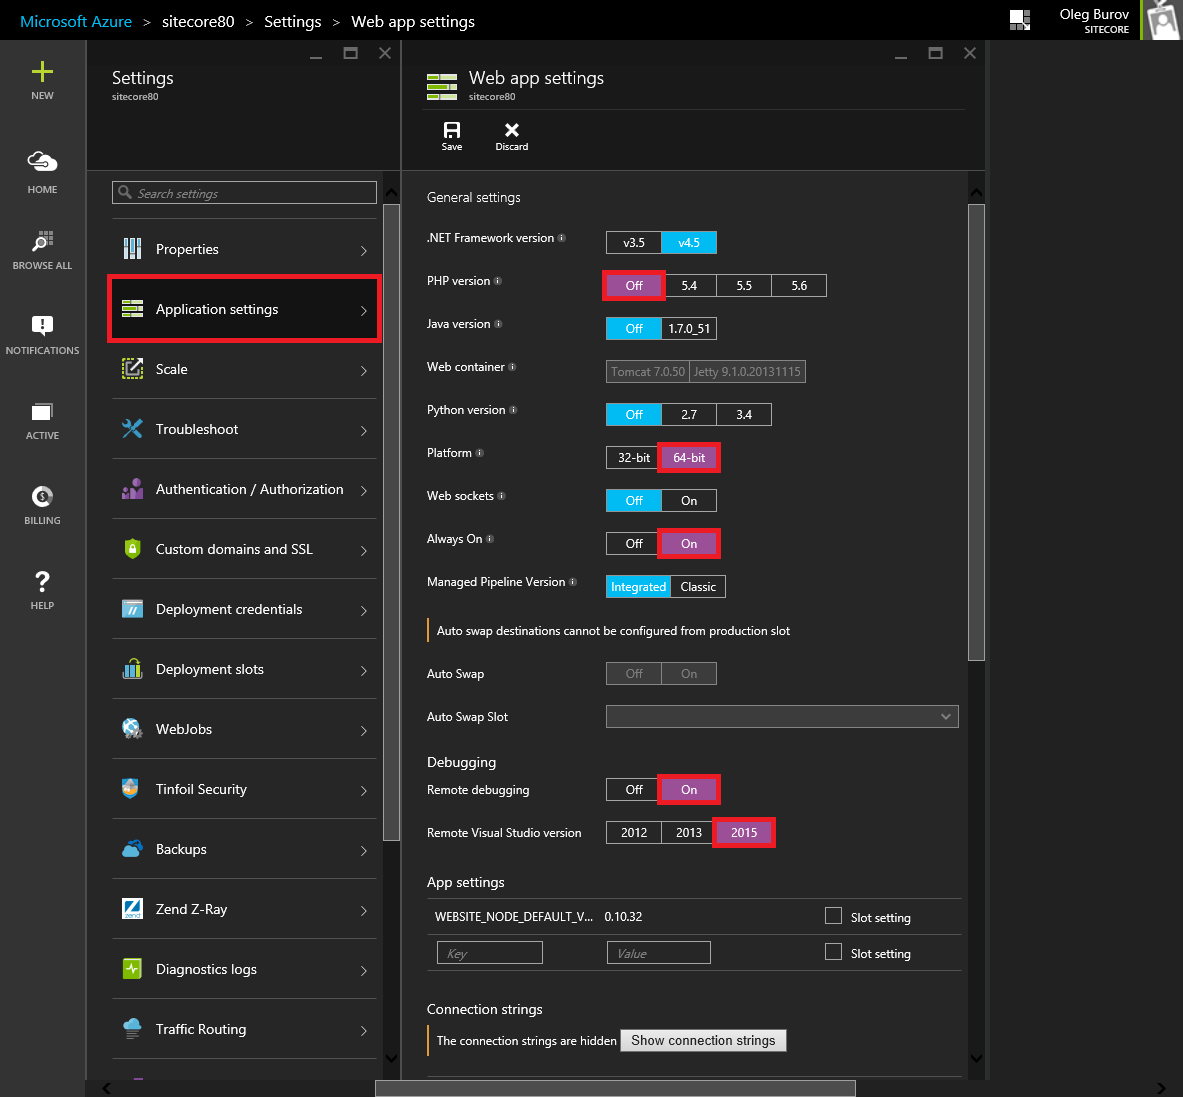 Microsoft Azure > sitecore80 > Settings > Web app settings
Oleg Burov
SITECORE
NEW
HOME
BROWSE ALL
NOTIFICATIONS
ACTIVE
BILLING
HELP
Settings
sitecore80
Search settings
Properties
Application settings
Scale
Troubleshoot
Authentication / Authorization
Custom domains and SSL
Deployment credentials
Deployment slots
WebJobs
Tinfoil Security
Backups
Zend Z-Ray
Diagnostics logs
Traffic Routing
Web app settings
sitecore80
Save Discard
General settings
.NET Framework version v3.5 v4.5
PHP version Off 5.4 5.5 5.6
Java version Off 1.7.0_51
Web container Tomcat 7.0.50 Jetty 9.1.0.20131115
Python version Off 2.7 3.4
Platform 32-bit 64-bit
Web sockets Off On
Always On Off On
Managed Pipeline Version Integrated Classic
Auto swap destinations cannot be configured from production slot
Auto Swap Off On
Auto Swap Slot
Debugging
Remote debugging Off On
Remote Visual Studio version 2012 2013 2015
App settings
WEBSITE_NODE_DEFAULT_V... 0.10.32 Slot setting
Key Value Slot setting
Connection strings
The connection strings are hidden Show connection strings